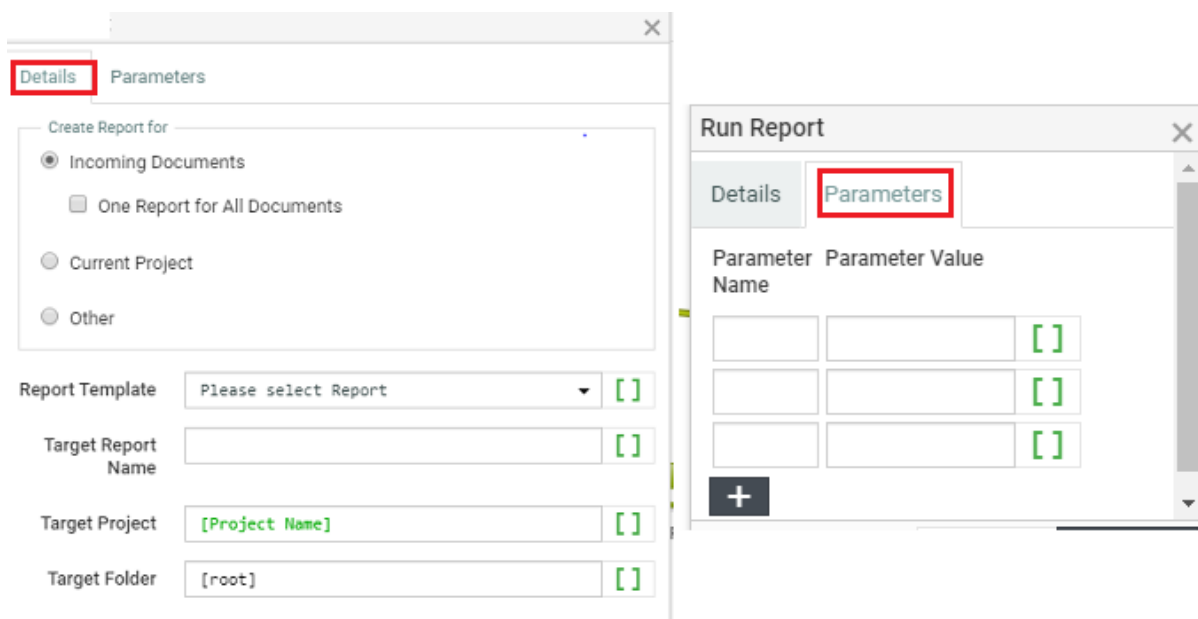 Details Parameters
Create Report for
Incoming Documents
One Report for All Documents
Current Project
Other
Report Template Please select Report [ ]
Target Report
Name [ ]
Target Project [Project Name] [ ]
Target Folder [root] [ ]
Run Report
Details Parameters
Parameter Parameter Value
Name
[ ]
[ ]
[ ]
+